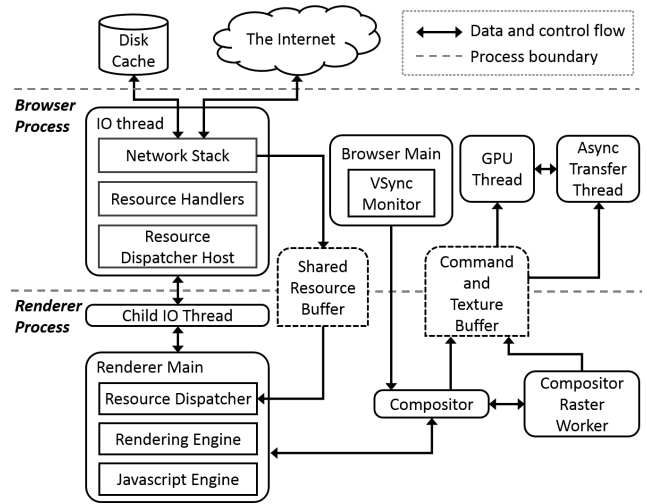 Disk
Cache
The Internet
Data and control flow
Process boundary
Browser
Process
IO thread
Network Stack
Resource Handlers
Resource
Dispatcher Host
Browser Main
VSync
Monitor
GPU
Thread
Async
Transfer
Thread
Shared
Resource
Buffer
Command
and
Texture
Buffer
Renderer
Process
Child IO Thread
Renderer Main
Resource Dispatcher
Rendering Engine
Javascript Engine
Compositor
Compositor
Raster
Worker